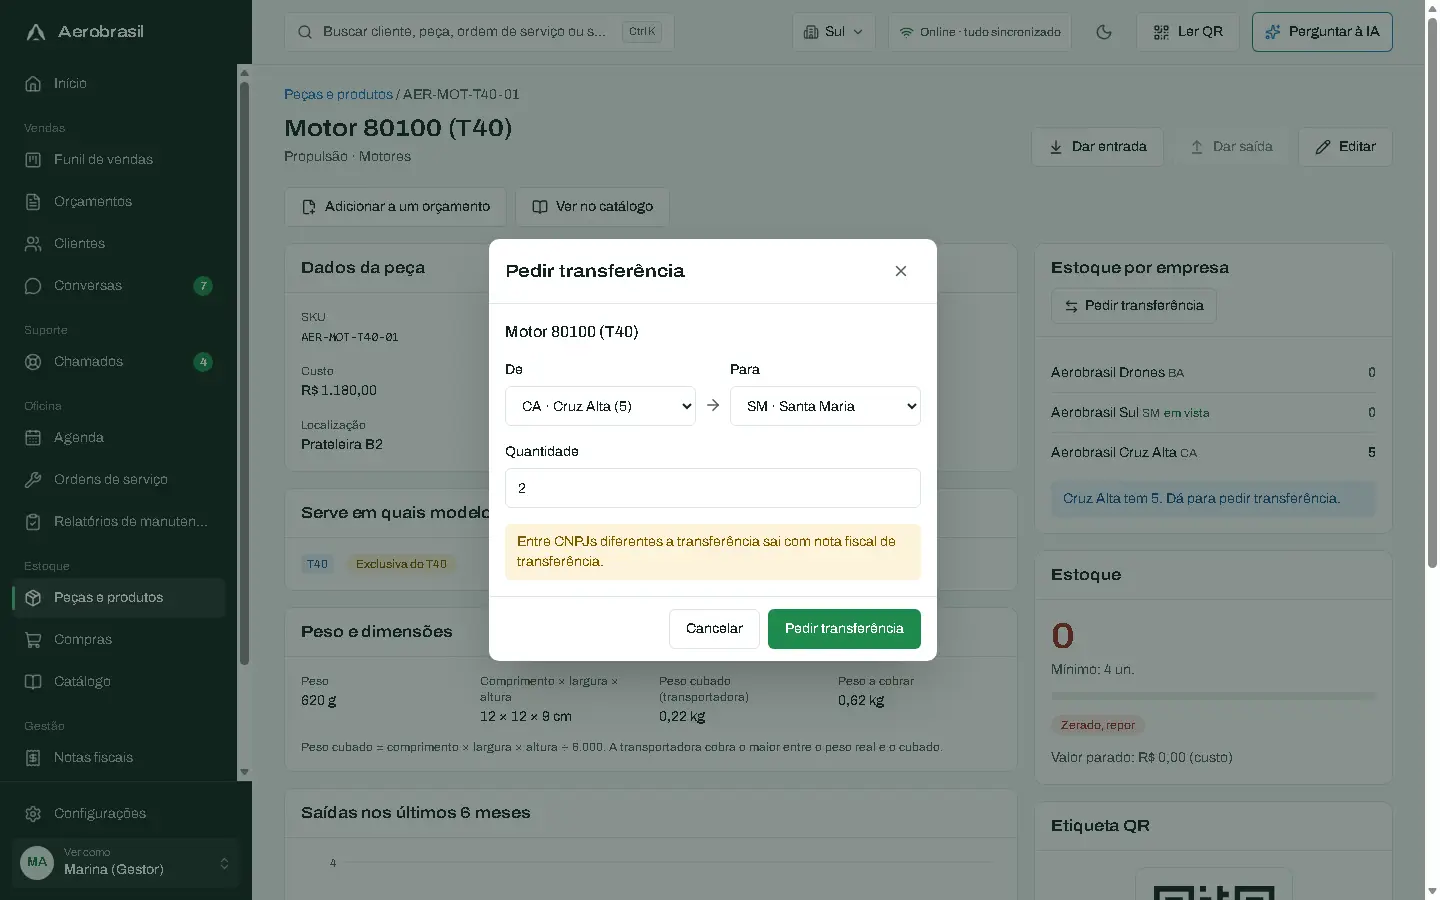 Aerobrasil
Buscar cliente, peça, ordem de serviço ou s...
Ctrl K
Sul
Online · tudo sincronizado
Ler QR
Perguntar à IA
Início
Vendas
Funil de vendas
Orçamentos
Clientes
Conversas
7
Suporte
Chamados
4
Oficina
Agenda
Ordens de serviço
Relatórios de manuten...
Estoque
Peças e produtos
Compras
Catálogo
Gestão
Notas fiscais
Configurações
MA
Ver como
Marina (Gestor)
Peças e produtos / AER-MOT-T40-01
Motor 80100 (T40)
Propulsão · Motores
Dar entrada
Dar saída
Editar
Adicionar a um orçamento
Ver no catálogo
Dados da peça
SKU
AER-MOT-T40-01
Custo
R$ 1.180,00
Localização
Prateleira B2
Serve em quais modelo
T40
Exclusiva do T40
Peso e dimensões
Peso
620 g
Comprimento × largura ×
altura
12 × 12 × 9 cm
Peso cubado
(transportadora)
0,22 kg
Peso a cobrar
0,62 kg
Peso cubado = comprimento × largura × altura ÷ 6.000. A transportadora cobra o maior entre o peso real e o cubado.
Saídas nos últimos 6 meses
4
Pedir transferência
Motor 80100 (T40)
De
Para
CA · Cruz Alta (5)
SM · Santa Maria
Quantidade
2
Entre CNPJs diferentes a transferência sai com nota fiscal de
transferência.
Cancelar
Pedir transferência
Estoque por empresa
Pedir transferência
Aerobrasil Drones BA
0
Aerobrasil Sul SM em vista
0
Aerobrasil Cruz Alta CA
5
Cruz Alta tem 5. Dá para pedir transferência.
Estoque
0
Mínimo: 4 un.
Zerado, repor
Valor parado: R$ 0,00 (custo)
Etiqueta QR